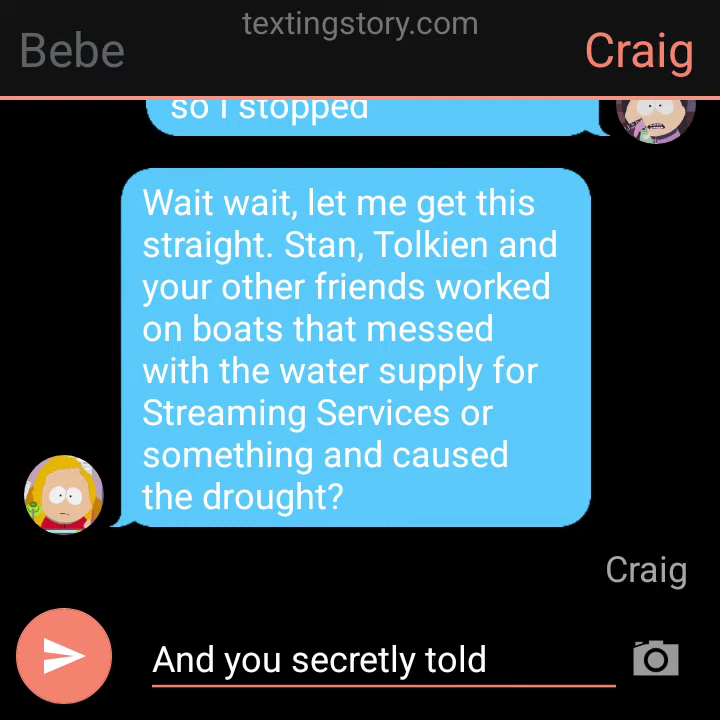 textingstory.com
Bebe
Craig
so I stopped
Wait wait, let me get this
straight. Stan, Tolkien and
your other friends worked
on boats that messed
with the water supply for
Streaming Services or
something and caused
the drought?
Craig
And you secretly told